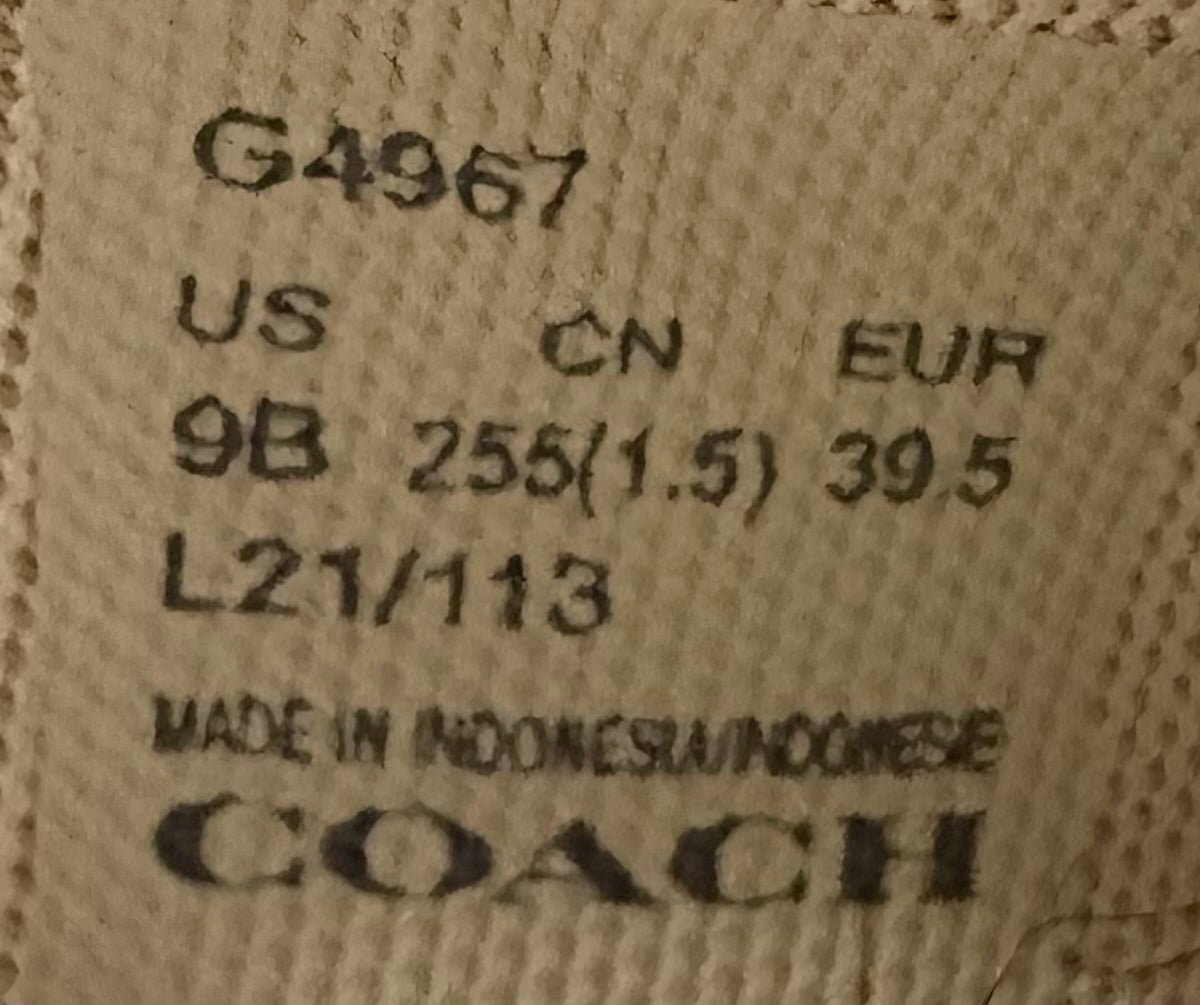 G4967
US CN EUR
9B 255(1.5) 39.5
L21/113
MADE IN INDONESIA/INDONESIE
COACH